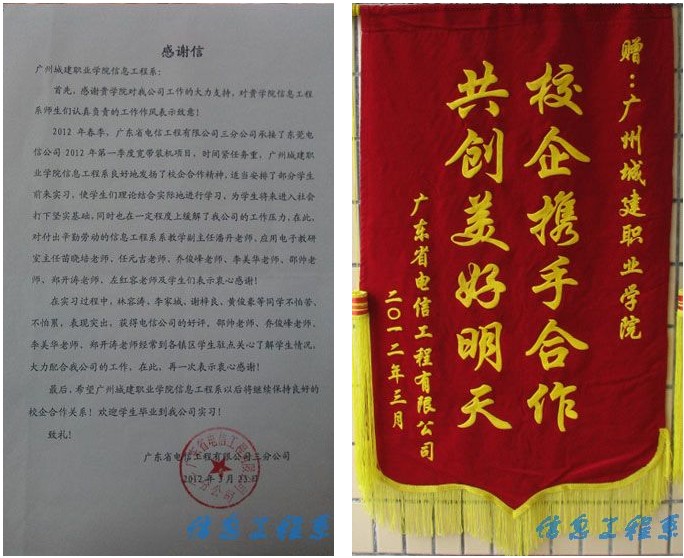 感谢信
广州城建职业学院信息工程系:
首先，感谢贵学院对我公司工作的大力支持，对贵学院信息工程
系师生们认真负责的工作作风表示致意！
2012 年春季，广东省电信工程有限公司三分公司承接了东莞电
信公司 2012 年第一季度宽带装机项目，时间紧任务重，广州城建职
业学院信息工程系良好地发扬了校企合作精神，适当安排了部分学生
前来实习，使学生们理论结合实际地进行学习，为学生将来进入社会
打下坚实基础，同时也在一定程度上缓解了我公司的工作压力，在此，
对付出辛勤劳动的信息工程系系教学副主任潘丹老师，应用电子教研
室主任苗晓培老师、任元吉老师、乔俊峰老师、李美华老师、邵帅老
师、郑开涛老师、左红容老师及学生们表示衷心感谢！
在实习过程中，林容涛、李家城、谢梓良、黄俊豪等同学不怕苦、
不怕累，表现突出，获得电信公司的好评，邵帅老师、乔俊峰老师、
李美华老师、郑开涛老师经常到各镇区学生驻点关心了解学生情况，
大力配合我公司的工作，在此，再一次表示衷心感谢！
最后，希望广州城建职业学院信息工程系以后将继续保持良好的
校企合作关系！欢迎学生毕业到我公司实习！
致礼！
广东省电信工程有限公司三分公司
2012 年 3 月 23 日
信息工程系
赠：广州城建职业学院
校企携手合作
共创美好明天
广东省电信工程有限公司
二〇一二年三月
信息工程系